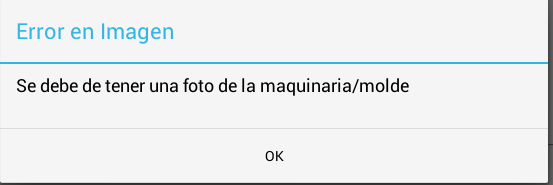 Error en Imagen
Se debe de tener una foto de la maquinaria/molde
OK